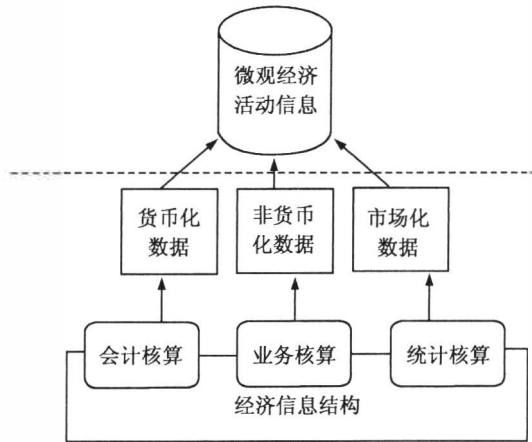 微观经济
活动信息
货币化
数据
非货币
化数据
市场化
数据
会计核算
业务核算
统计核算
经济信息结构